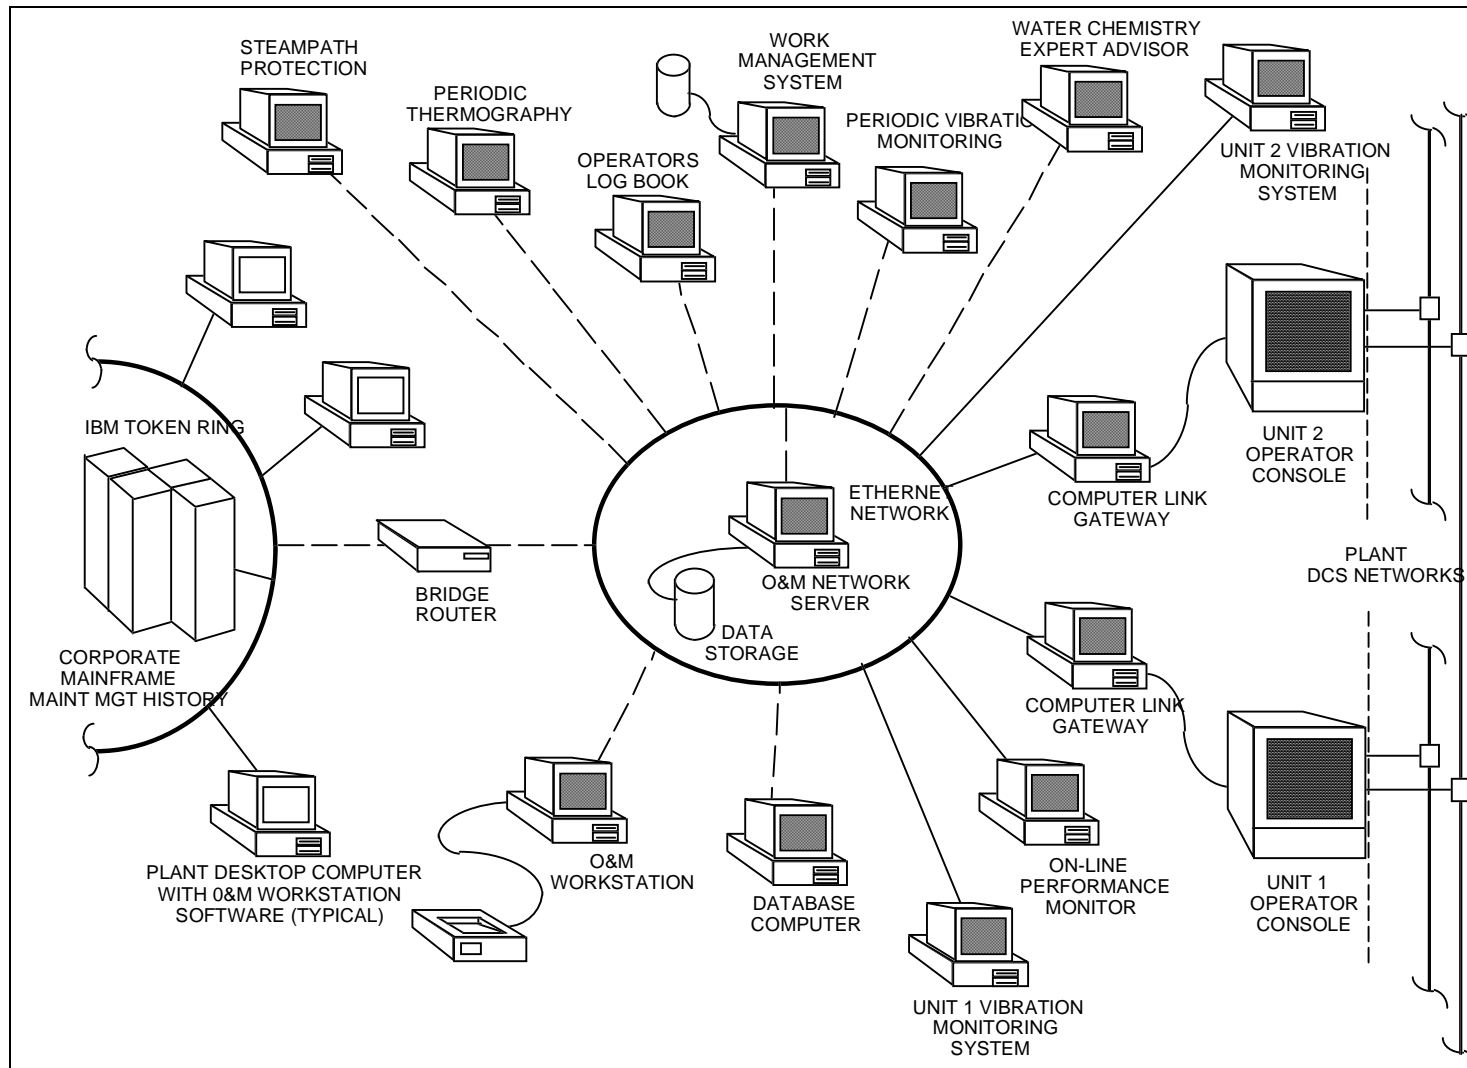 STEAMPATH
PROTECTION
PERIODIC
THERMOGRAPHY
OPERATORS
LOG BOOK
WORK
MANAGEMENT
SYSTEM
PERIODIC VIBRATIO
MONITORING
WATER CHEMISTRY
EXPERT ADVISOR
UNIT 2 VIBRATION
MONITORING
SYSTEM
IBM TOKEN RING
UNIT 2
OPERATOR
CONSOLE
COMPUTER LINK
GATEWAY
ETHERNET
NETWORK
PLANT
DCS NETWORKS
BRIDGE
ROUTER
O&M NETWORK
SERVER
DATA
STORAGE
CORPORATE
MAINFRAME
MAINT MGT HISTORY
COMPUTER LINK
GATEWAY
PLANT DESKTOP COMPUTER
WITH 0&M WORKSTATION
SOFTWARE (TYPICAL)
O&M
WORKSTATION
DATABASE
COMPUTER
ON-LINE
PERFORMANCE
MONITOR
UNIT 1
OPERATOR
CONSOLE
UNIT 1 VIBRATION
MONITORING
SYSTEM